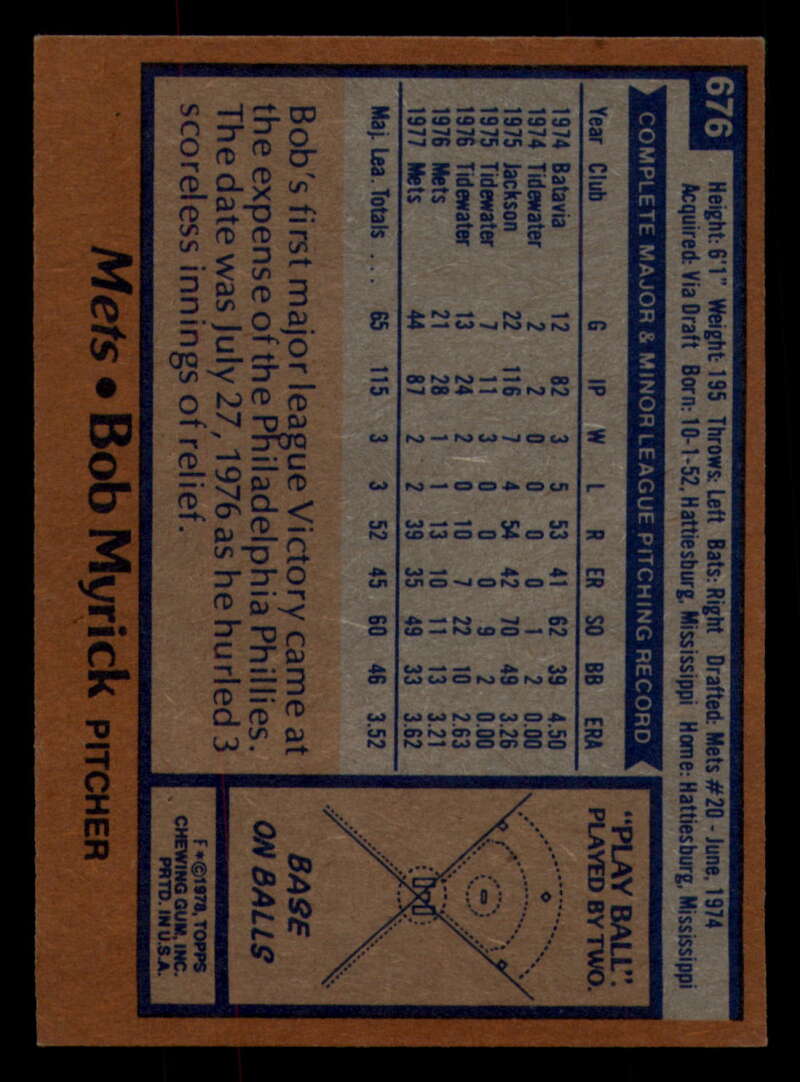 676
Height: 6'1" Weight: 195 Throws: Left Bats: Right Drafted: Mets #20 - June, 1974
Acquired: Via Draft Born: 10-1-52, Hattiesburg, Mississippi Home: Hattiesburg, Mississippi
COMPLETE MAJOR & MINOR LEAGUE PITCHING RECORD
Year Club G IP W L R ER SO BB ERA
1974 Batavia 12 82 3 5 53 41 62 39 4.50
1974 Tidewater 2 2 0 0 0 0 1 2 0.00
1975 Jackson 22 116 7 4 54 42 70 49 3.26
1975 Tidewater 7 11 3 0 0 0 9 2 0.00
1976 Tidewater 13 24 2 0 10 7 22 10 2.63
1976 Mets 21 28 1 1 13 10 11 13 3.21
1977 Mets 44 87 2 2 39 35 49 33 3.62
Maj. Lea. Totals ... 65 115 3 3 52 45 60 46 3.52
Bob's first major league Victory came at
the expense of the Philadelphia Phillies.
The date was July 27, 1976 as he hurled 3
scoreless innings of relief.
"PLAY BALL".
PLAYED BY TWO.
BASE
ON BALLS
F*©1978, TOPPS
CHEWING GUM, INC.
PRTD. IN U.S.A.
Mets • Bob Myrick PITCHER